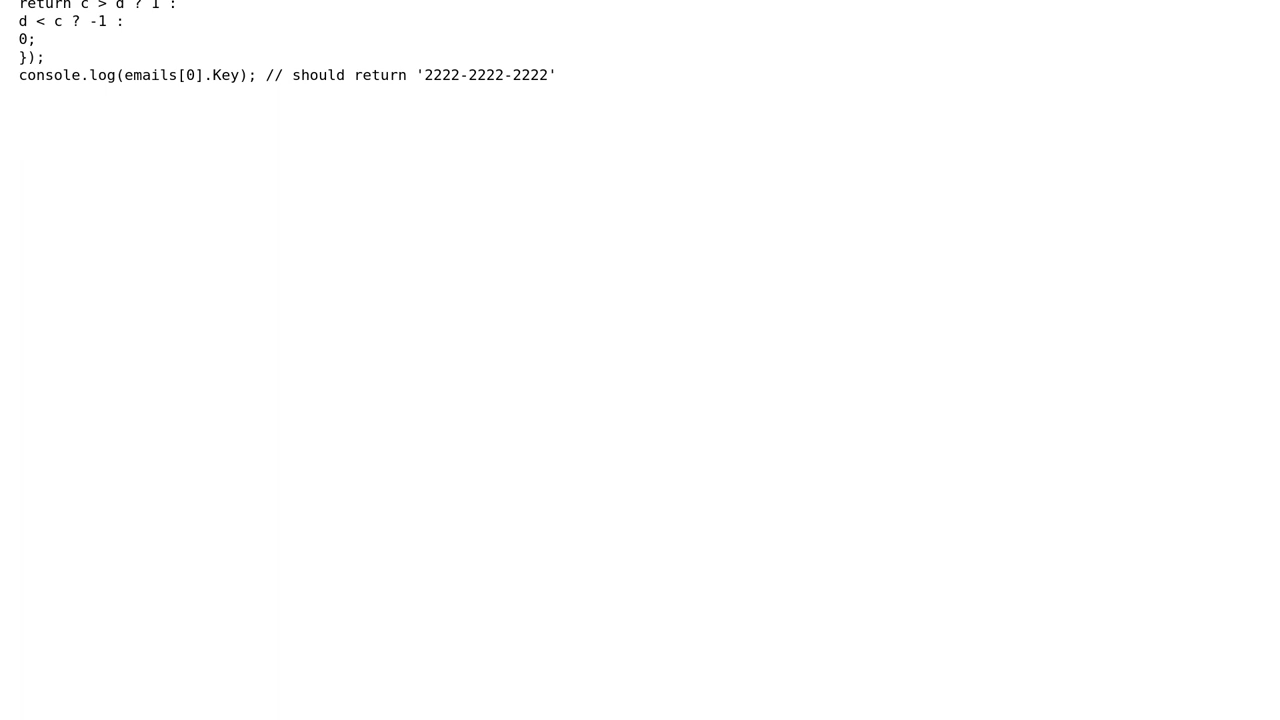 return c > d ? 1 :
d < c ? -1 :
0;
});
console.log(emails[0].Key); // should return '2222-2222-2222'